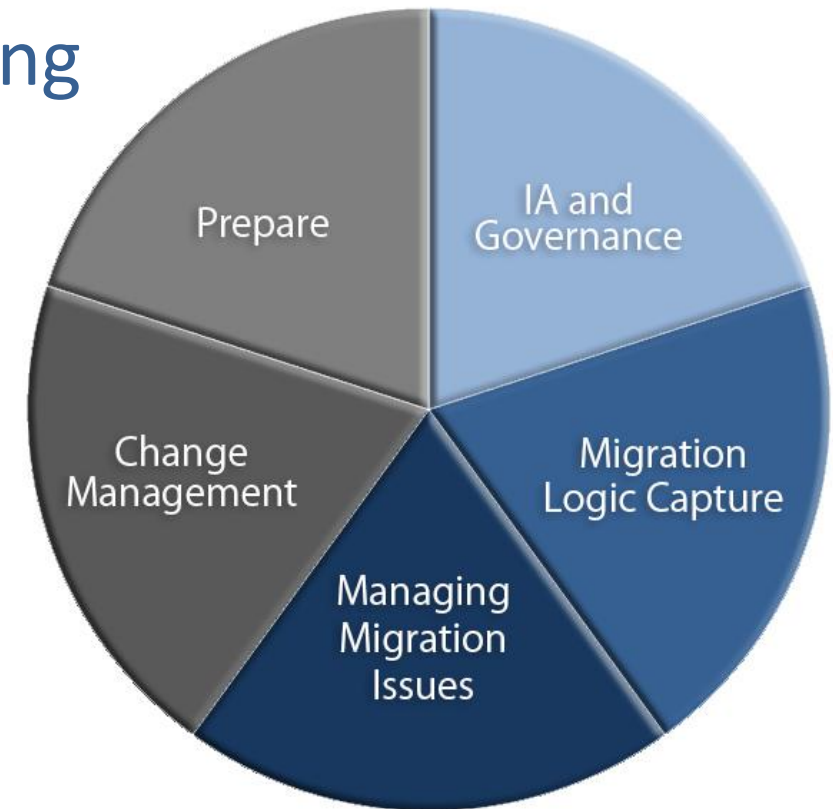 ng
Prepare
IA and
Governance
Change
Management
Migration
Logic Capture
Managing
Migration
Issues